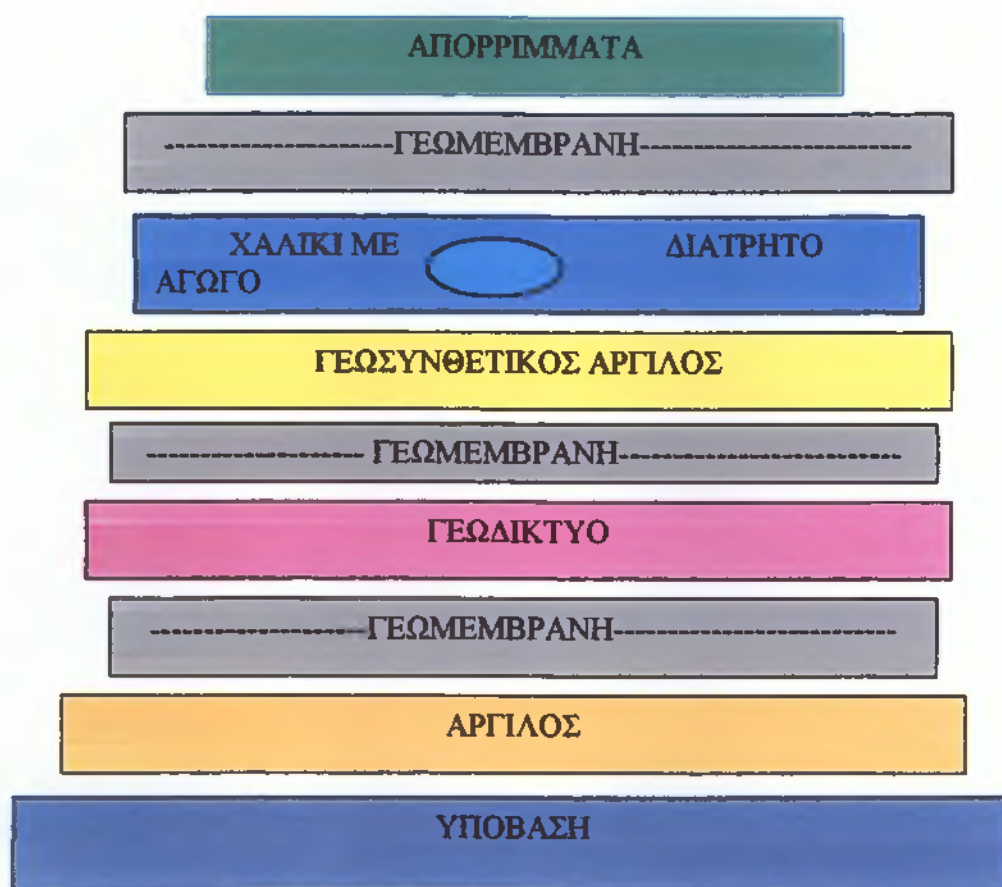 ΑΠΟΡΡΙΜΜΑΤΑ
-------------------ΓΕΩΜΕΜΒΡΑΝΗ-----------------------
ΧΑΛΙΚΙ ΜΕ ΔΙΑΤΡΗΤΟ
ΑΓΩΓΟ
ΓΕΩΣΥΝΘΕΤΙΚΟΣ ΑΡΓΙΛΟΣ
------------------ ΓΕΩΜΕΜΒΡΑΝΗ-----------------------
ΓΕΩΔΙΚΤΥΟ
------------------ΓΕΩΜΕΜΒΡΑΝΗ-----------------------
ΑΡΓΙΛΟΣ
ΥΠΟΒΑΣΗ